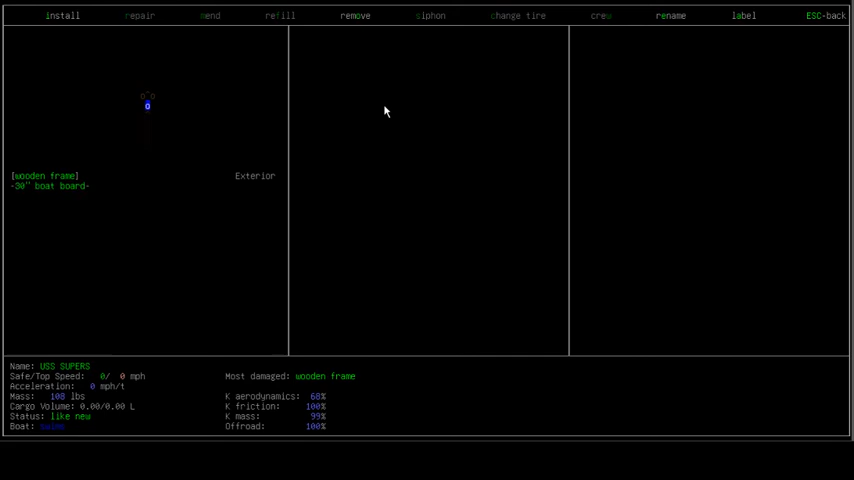 install repair mend refill remove siphon change tire crew rename label ESC-back
[wooden frame] Exterior
-30" boat board-
Name: USS SUPERS
Safe/Top Speed: 0/ 0 mph Most damaged: wooden frame
Acceleration: 0 mph/t
Mass: 108 lbs K aerodynamics: 68%
Cargo Volume: 0.00/0.00 L K friction: 100%
Status: like new K mass: 99%
Boat: Offroad: 100%